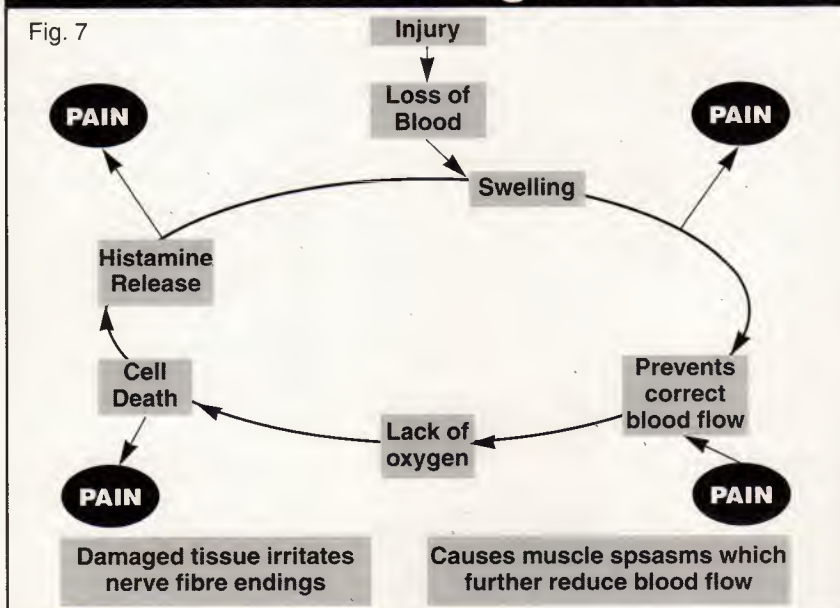 Fig. 7
Injury
Loss of
Blood
PAIN
PAIN
Swelling
Histamine
Release
Cell
Death
Prevents
correct
blood flow
Lack of
oxygen
PAIN
PAIN
Damaged tissue irritates
nerve fibre endings
Causes muscle spsasms which
further reduce blood flow